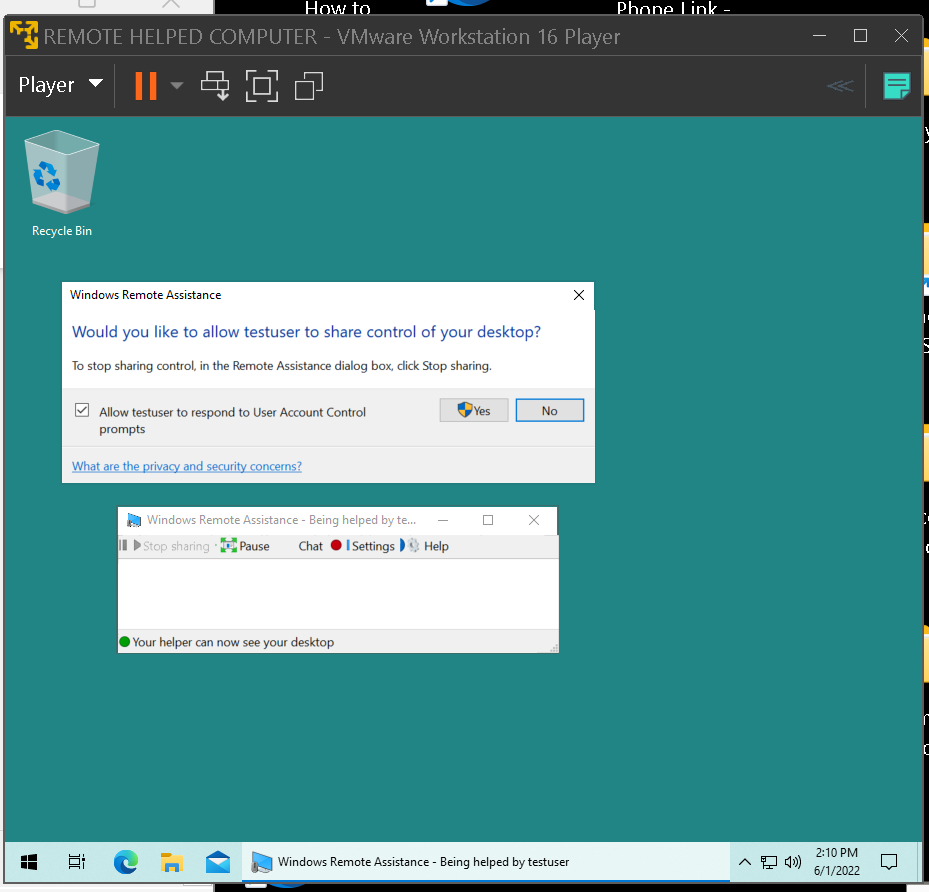 How to
Phone Link -
REMOTE HELPED COMPUTER - VMware Workstation 16 Player
Player
Recycle Bin
Windows Remote Assistance
Would you like to allow testuser to share control of your desktop?
To stop sharing control, in the Remote Assistance dialog box, click Stop sharing.
Allow testuser to respond to User Account Control
prompts
Yes
No
What are the privacy and security concerns?
Windows Remote Assistance - Being helped by te...
Stop sharing
Pause
Chat
Settings
Help
Your helper can now see your desktop
Windows Remote Assistance - Being helped by testuser
2:10 PM
6/1/2022